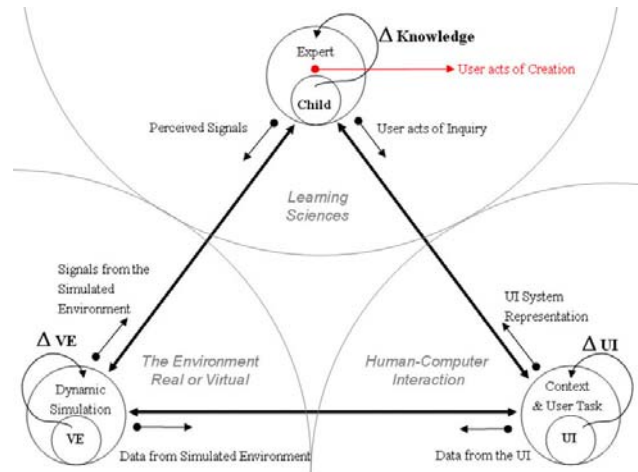 Δ Knowledge
Expert
User acts of Creation
Child
Perceived Signals
User acts of Inquiry
Learning
Sciences
Signals from the
Simulated
Environment
UI System
Representation
Δ VE
The Environment
Real or Virtual
Human-Computer
Interaction
Δ UI
Dynamic
Simulation
VE
Context
& User Task
UI
Data from Simulated Environment
Data from the UI